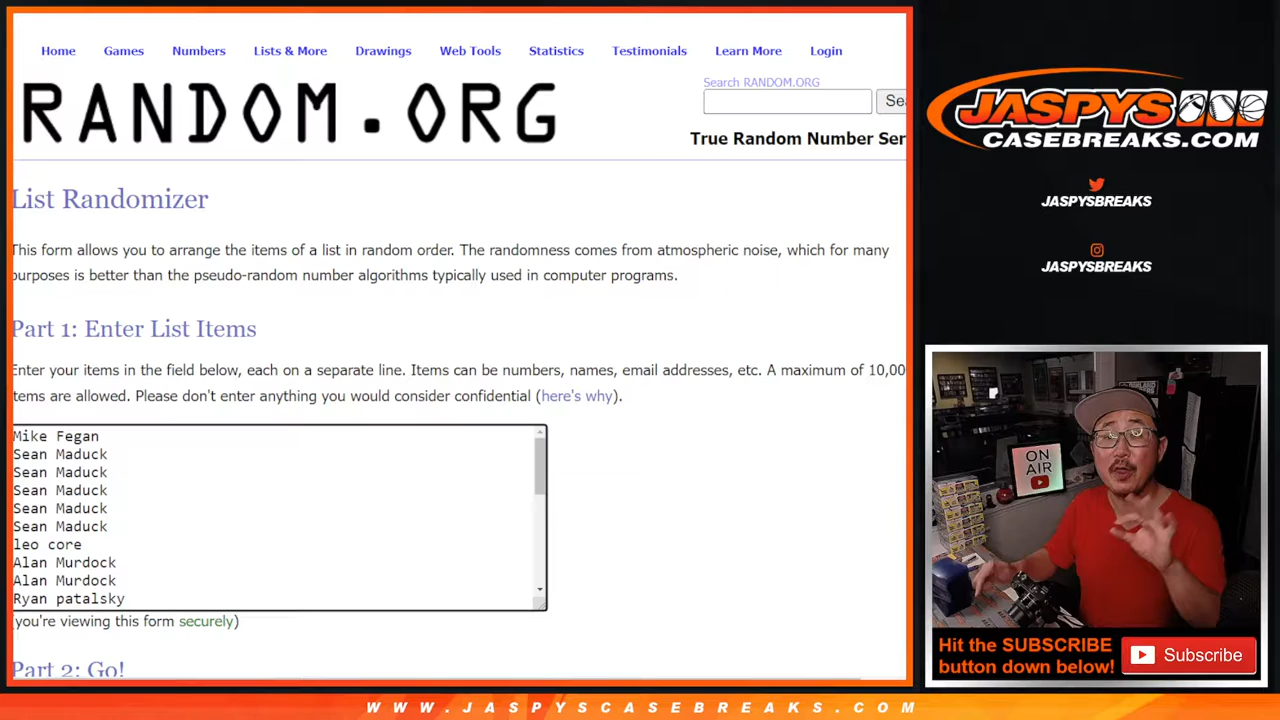 Home Games Numbers Lists & More Drawings Web Tools Statistics Testimonials Learn More Login
RANDOM.ORG
Search RANDOM.ORG
Sea
True Random Number Ser
List Randomizer
This form allows you to arrange the items of a list in random order. The randomness comes from atmospheric noise, which for many
purposes is better than the pseudo-random number algorithms typically used in computer programs.
Part 1: Enter List Items
Enter your items in the field below, each on a separate line. Items can be numbers, names, email addresses, etc. A maximum of 10,00
items are allowed. Please don't enter anything you would consider confidential (here's why).
Mike Fegan
Sean Maduck
Sean Maduck
Sean Maduck
Sean Maduck
Sean Maduck
leo core
Alan Murdock
Alan Murdock
Ryan patalsky
(you're viewing this form securely)
Part 2: Go!
JASPYS
CASEBREAKS.COM
JASPYSBREAKS
JASPYSBREAKS
ON
AIR
Hit the SUBSCRIBE
button down below!
Subscribe
WWW.JASPYSCASEBREAKS.COM